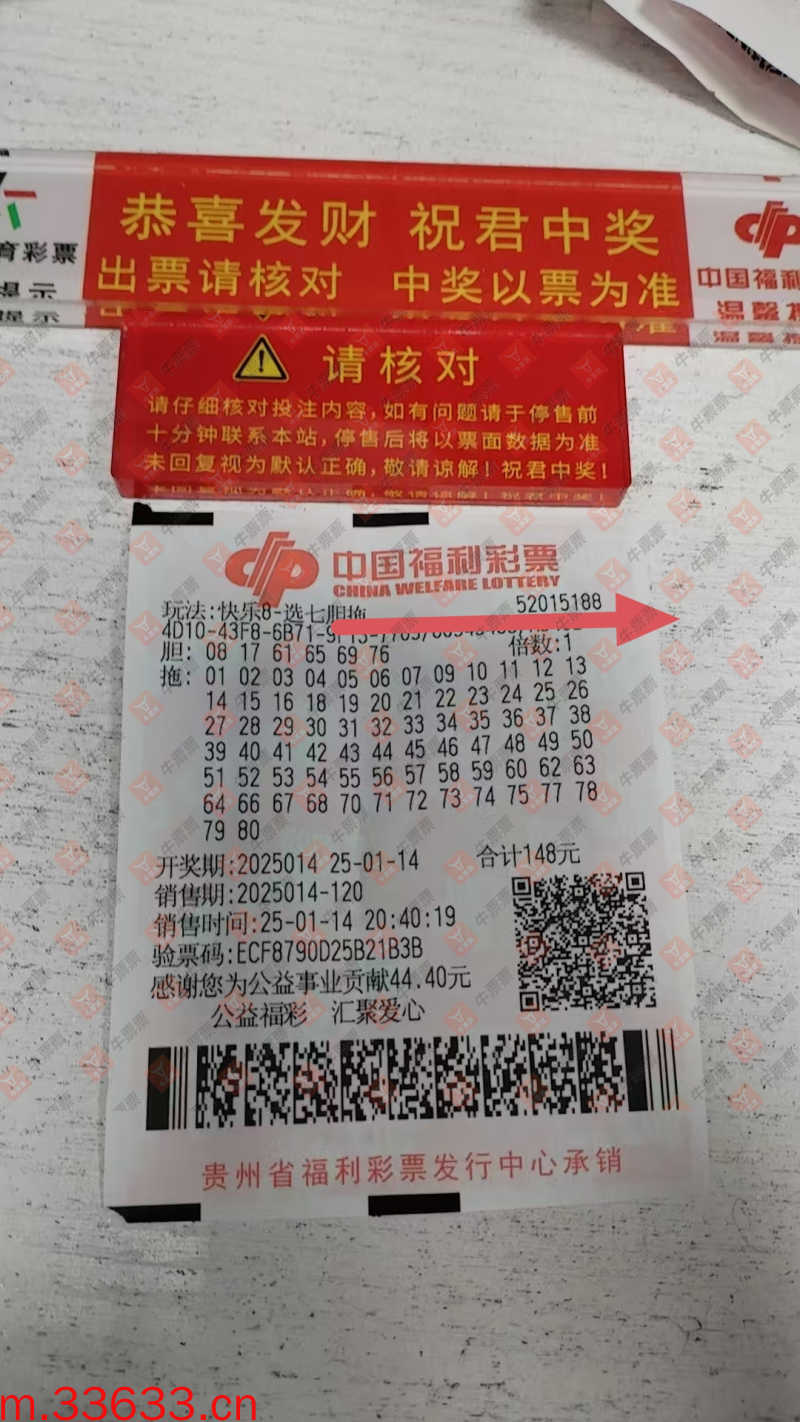 恭喜发财 祝君中奖
出票请核对 中奖以票为准
育彩票
提示
中国福利
温馨提
请核对
请仔细核对投注内容,如有问题请于停售前
十分钟联系本站,停售后将以票面数据为准
未回复视为默认正确,敬请谅解!祝君中奖!
中国福利彩票
CHINA WELFARE LOTTERY
玩法:快乐8-选七胆拖 52015188
4D10-43F8-6B71-
倍数:1
胆: 08 17 61 65 69 76
拖: 01 02 03 04 05 06 07 09 10 11 12 13
14 15 16 18 19 20 21 22 23 24 25 26
27 28 29 30 31 32 33 34 35 36 37 38
39 40 41 42 43 44 45 46 47 48 49 50
51 52 53 54 55 56 57 58 59 60 62 63
64 66 67 68 70 71 72 73 74 75 77 78
79 80
开奖期:2025014 25-01-14 合计148元
销售期:2025014-120
销售时间:25-01-14 20:40:19
验票码:ECF8790D25B21B3B
感谢您为公益事业贡献44.40元
公益福彩 汇聚爱心
贵州省福利彩票发行中心承销
m.33633.cn